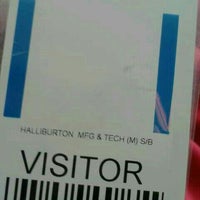 HALLIBURTON MFG & TECH (M) S/B
VISITOR